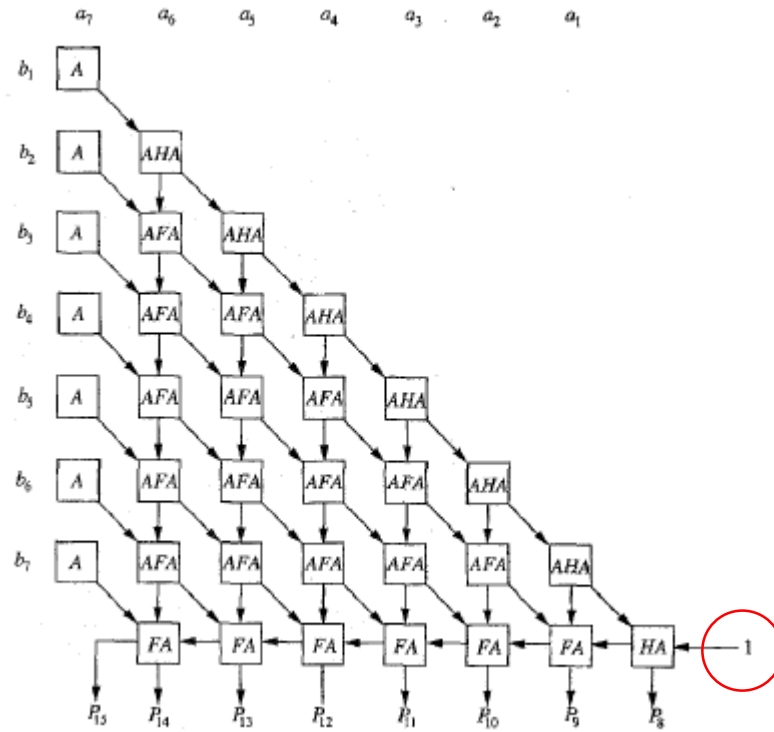 a₇ a₆ a₅ a₄ a₃ a₂ a₁
b₁ A
b₂ A AHA
b₃ A AFA AHA
b₄ A AFA AFA AHA
b₅ A AFA AFA AFA AHA
b₆ A AFA AFA AFA AFA AHA
b₇ A AFA AFA AFA AFA AFA AHA
FA FA FA FA FA FA HA 1
P₁₅ P₁₄ P₁₃ P₁₂ P₁₁ P₁₀ P₉ P₈